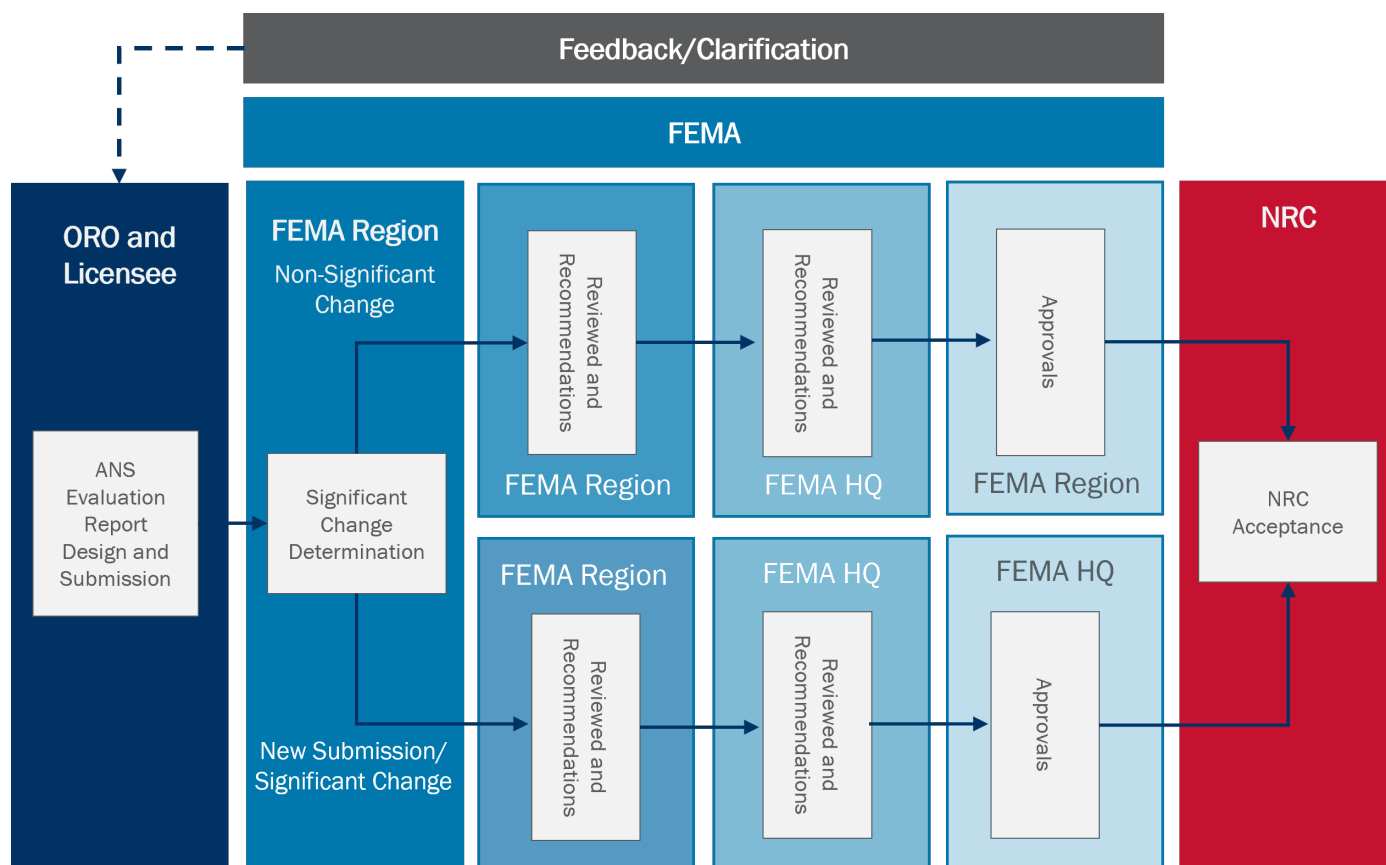 Feedback/Clarification
FEMA
ORO and
Licensee
ANS
Evaluation
Report
Design and
Submission
FEMA Region
Non-Significant
Change
Significant
Change
Determination
New Submission/
Significant Change
Reviewed and
Recommendations
FEMA Region
Reviewed and
Recommendations
FEMA HQ
Approvals
FEMA Region
FEMA Region
Reviewed and
Recommendations
FEMA HQ
Reviewed and
Recommendations
FEMA HQ
Approvals
NRC
NRC
Acceptance